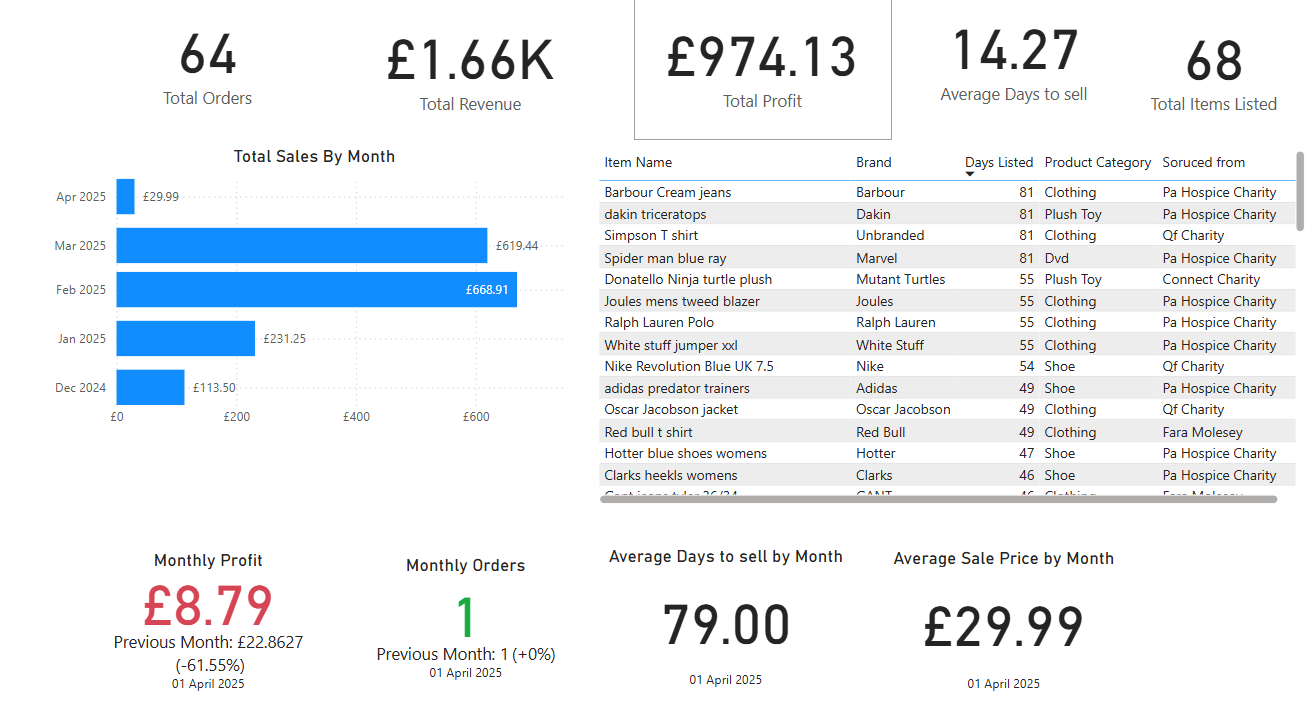 64
Total Orders
£1.66K
Total Revenue
£974.13
Total Profit
14.27
Average Days to sell
68
Total Items Listed
Total Sales By Month
Apr 2025 £29.99
Mar 2025 £619.44
Feb 2025 £668.91
Jan 2025 £231.25
Dec 2024 £113.50
£0 £200 £400 £600
Item Name Brand Days Listed Product Category Soruced from
Barbour Cream jeans Barbour 81 Clothing Pa Hospice Charity
dakin triceratops Dakin 81 Plush Toy Pa Hospice Charity
Simpson T shirt Unbranded 81 Clothing Qf Charity
Spider man blue ray Marvel 81 Dvd Pa Hospice Charity
Donatello Ninja turtle plush Mutant Turtles 55 Plush Toy Connect Charity
Joules mens tweed blazer Joules 55 Clothing Pa Hospice Charity
Ralph Lauren Polo Ralph Lauren 55 Clothing Pa Hospice Charity
White stuff jumper xxl White Stuff 55 Clothing Pa Hospice Charity
Nike Revolution Blue UK 7.5 Nike 54 Shoe Qf Charity
adidas predator trainers Adidas 49 Shoe Pa Hospice Charity
Oscar Jacobson jacket Oscar Jacobson 49 Clothing Qf Charity
Red bull t shirt Red Bull 49 Clothing Fara Molesey
Hotter blue shoes womens Hotter 47 Shoe Pa Hospice Charity
Clarks heekls womens Clarks 46 Shoe Pa Hospice Charity
GANT 46 Clothing Fara Molesey
Monthly Profit
£8.79
Previous Month: £22.8627
(-61.55%)
01 April 2025
Monthly Orders
1
Previous Month: 1 (+0%)
01 April 2025
Average Days to sell by Month
79.00
01 April 2025
Average Sale Price by Month
£29.99
01 April 2025